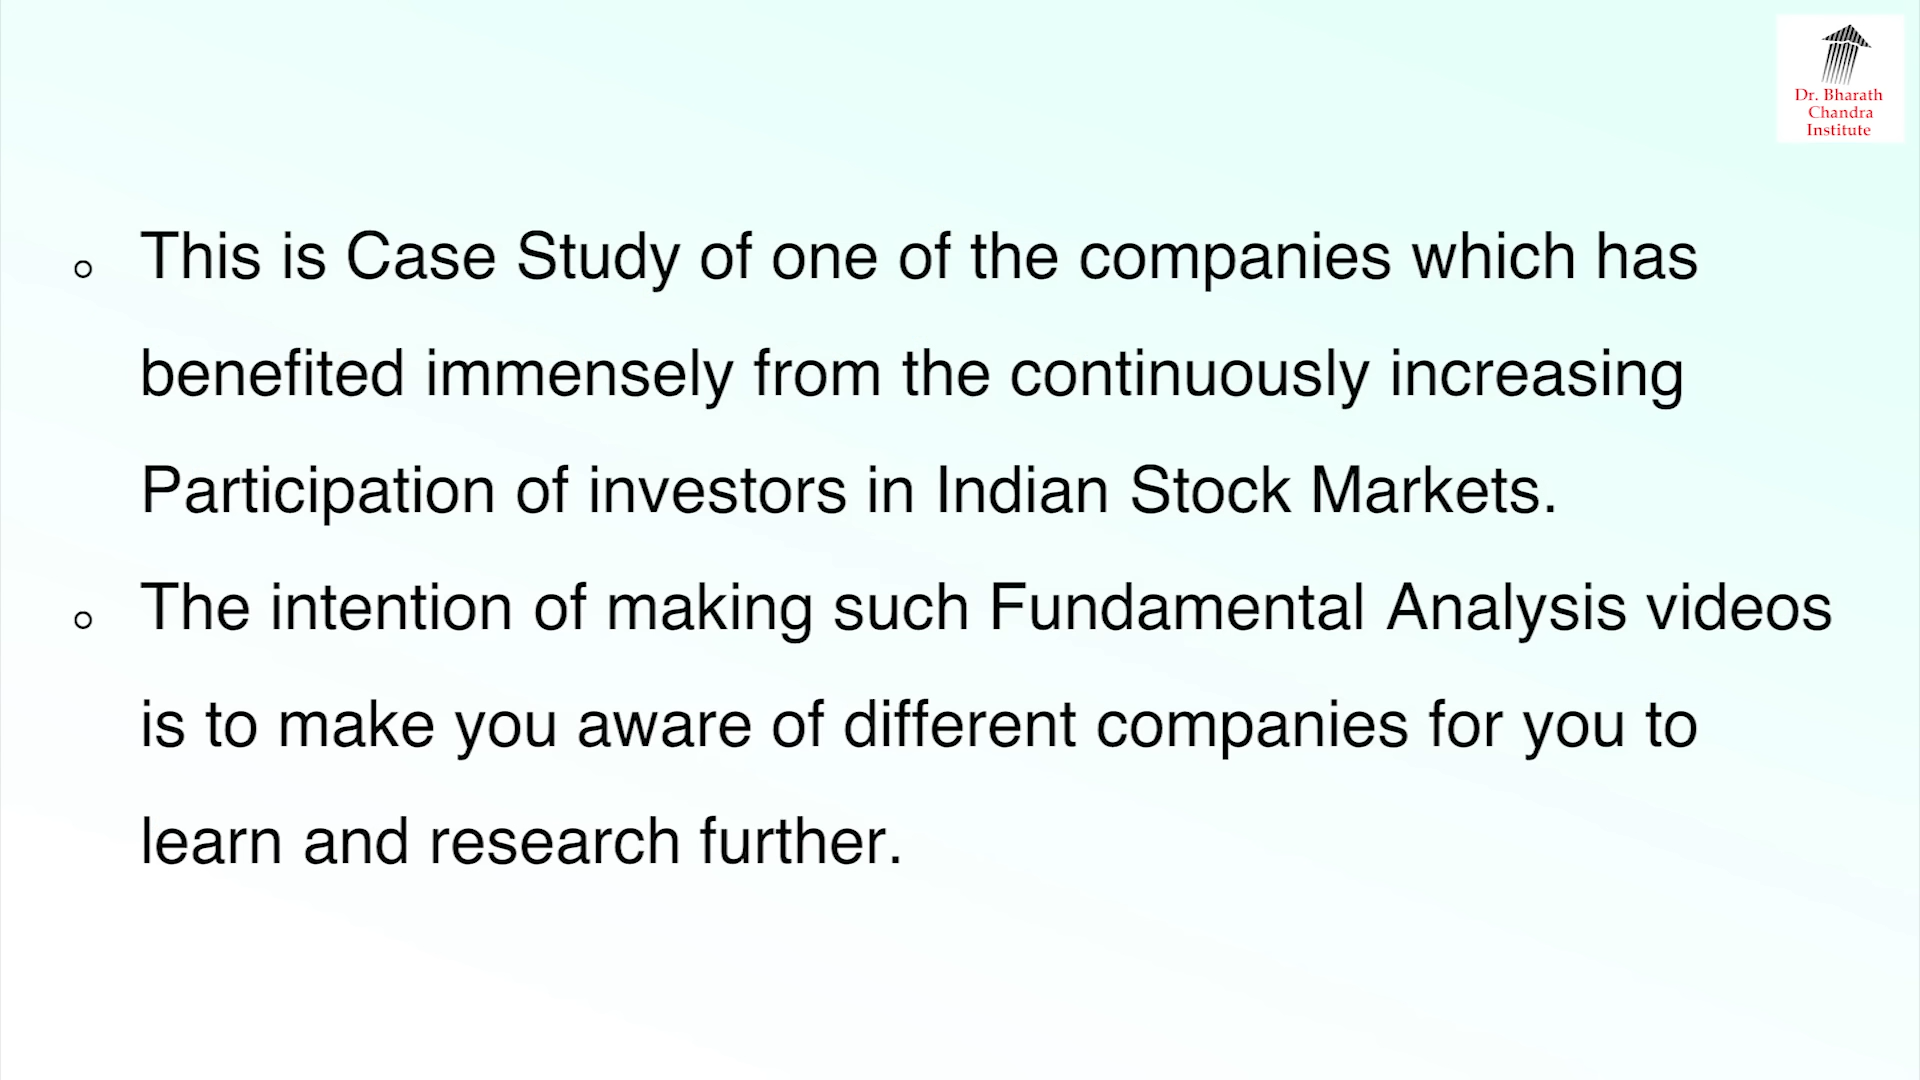 Dr. Bharath
Chandra
Institute
This is Case Study of one of the companies which has
benefited immensely from the continuously increasing
Participation of investors in Indian Stock Markets.
The intention of making such Fundamental Analysis videos
is to make you aware of different companies for you to
learn and research further.